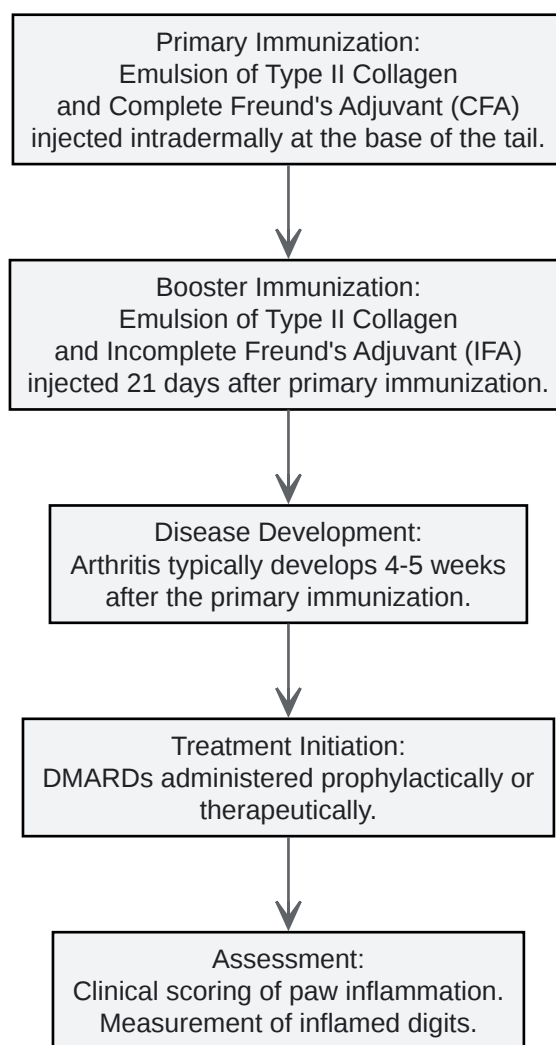 Primary Immunization:
Emulsion of Type II Collagen
and Complete Freund's Adjuvant (CFA)
injected intradermally at the base of the tail.
Booster Immunization:
Emulsion of Type II Collagen
and Incomplete Freund's Adjuvant (IFA)
injected 21 days after primary immunization.
Disease Development:
Arthritis typically develops 4-5 weeks
after the primary immunization.
Treatment Initiation:
DMARDs administered prophylactically or
therapeutically.
Assessment:
Clinical scoring of paw inflammation.
Measurement of inflamed digits.